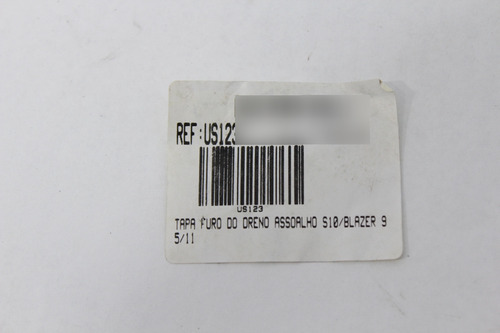 REF:US123
US123
TAPA FURO DO DRENO ASSOALHO S10/BLAZER 9
5/11